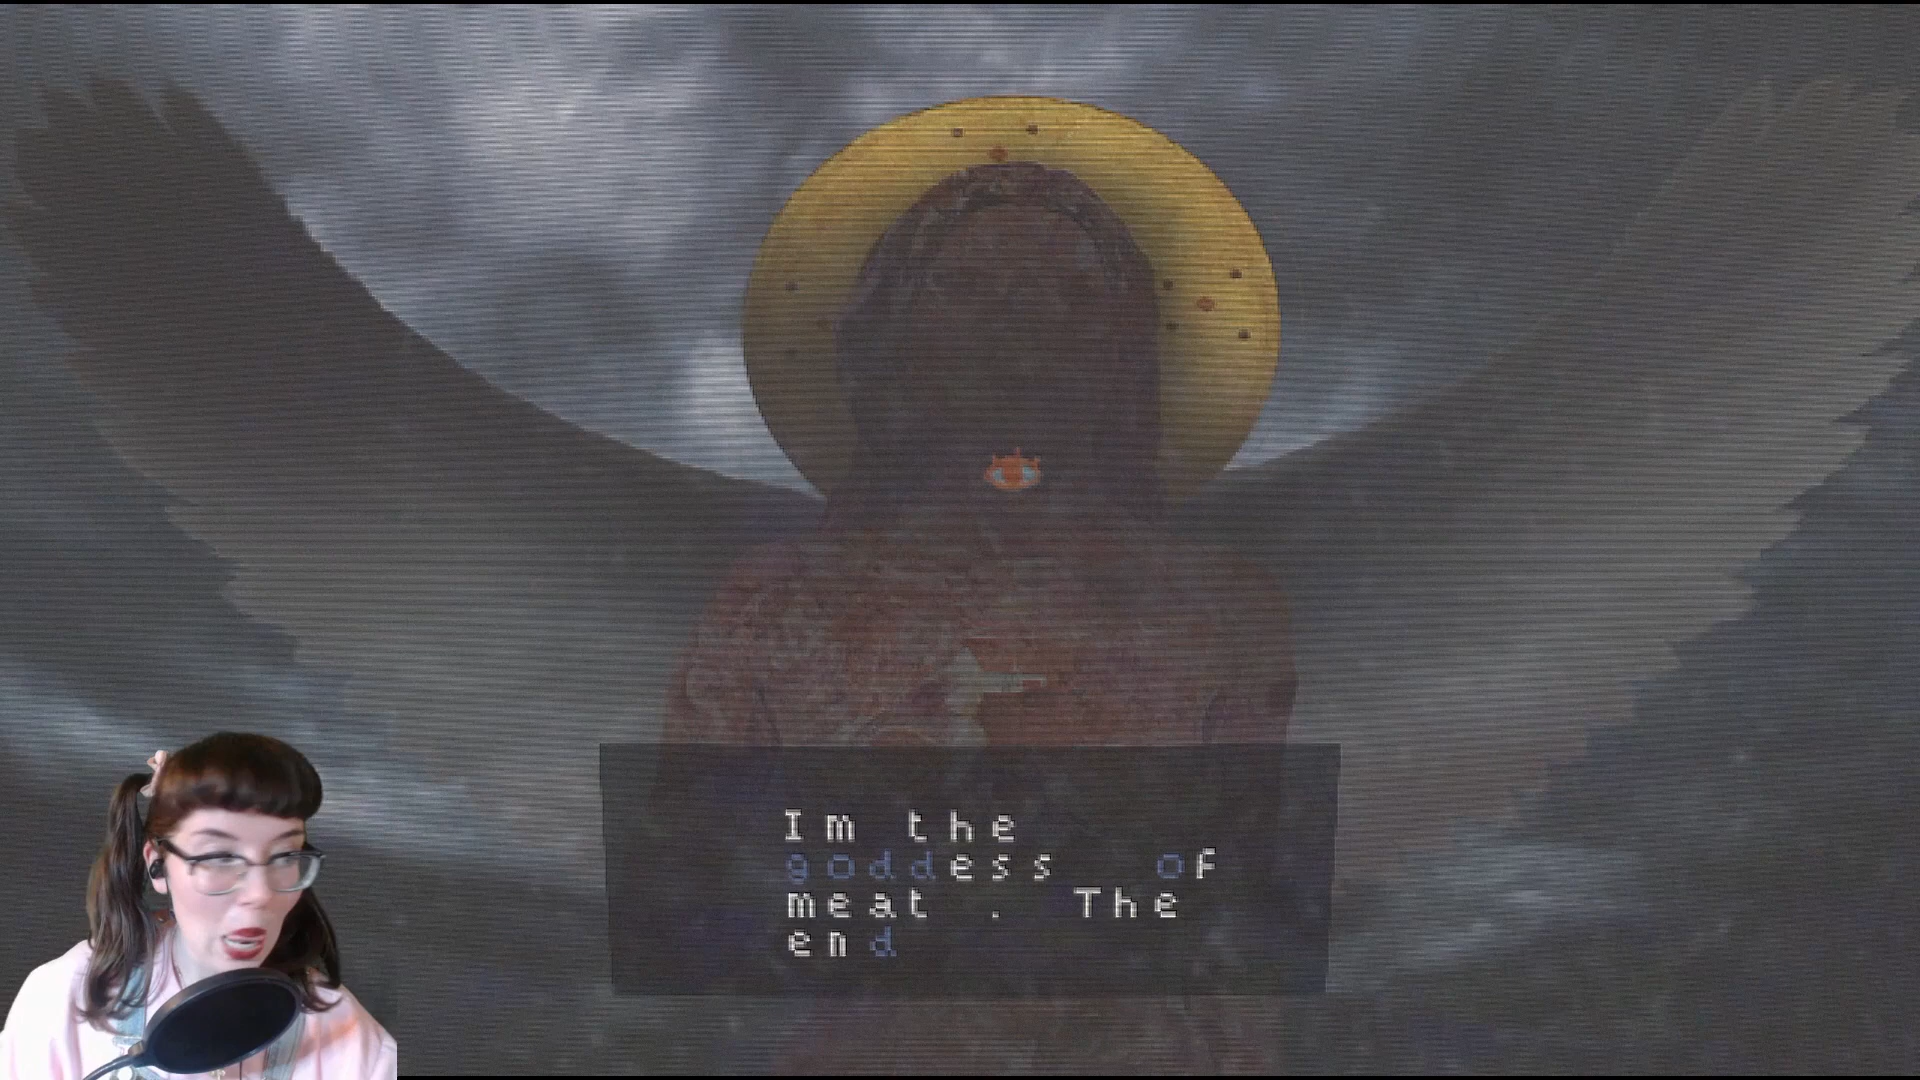 Im the
goddess of
meat . The
end